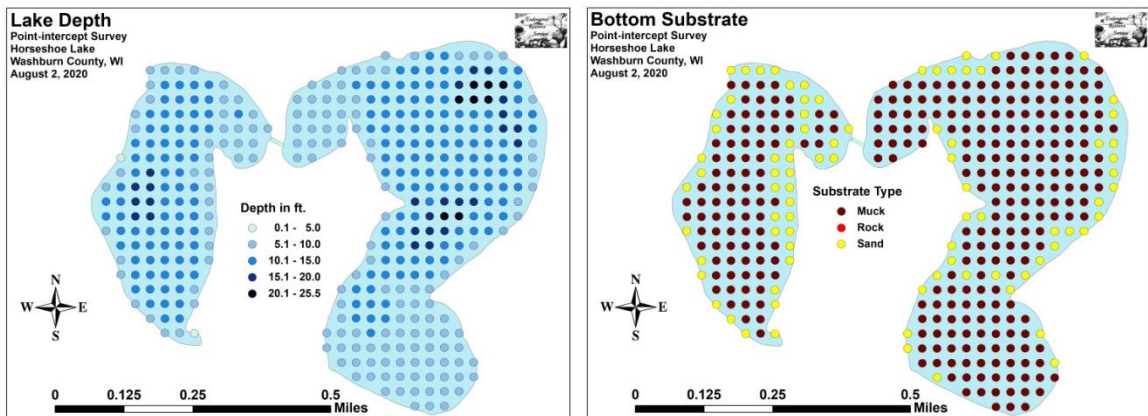 Lake Depth
Point-intercept Survey
Horseshoe Lake
Washburn County, WI
August 2, 2020
Depth in ft.
0.1 - 5.0
5.1 - 10.0
10.1 - 15.0
15.1 - 20.0
20.1 - 25.5
N
W E
S
0 0.125 0.25 0.5
Miles
Bottom Substrate
Point-intercept Survey
Horseshoe Lake
Washburn County, WI
August 2, 2020
Substrate Type
Muck
Rock
Sand
N
W E
S
0 0.125 0.25 0.5
Miles